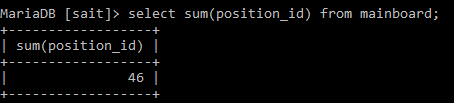 MariaDB [sait]> select sum(position_id) from mainboard;
+------------------+
| sum(position_id) |
+------------------+
|               46 |
+------------------+